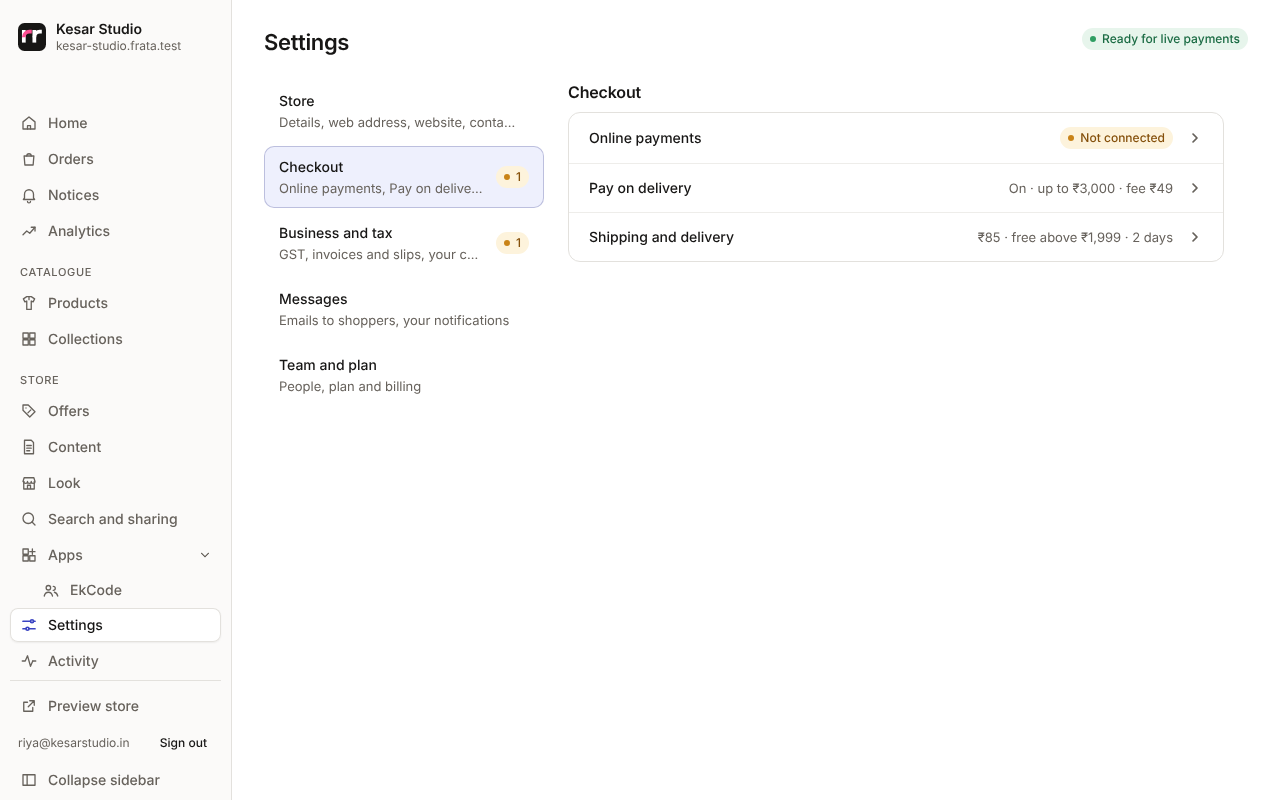 Kesar Studio
kesar-studio.frata.test
Home
Orders
Notices
Analytics
CATALOGUE
Products
Collections
STORE
Offers
Content
Look
Search and sharing
Apps
EkCode
Settings
Activity
Preview store
riya@kesarstudio.in Sign out
Collapse sidebar
Settings
Ready for live payments
Store
Details, web address, website, conta...
Checkout
Online payments, Pay on delive... 1
Business and tax
GST, invoices and slips, your c... 1
Messages
Emails to shoppers, your notifications
Team and plan
People, plan and billing
Checkout
Online payments Not connected
Pay on delivery On · up to ₹3,000 · fee ₹49
Shipping and delivery ₹85 · free above ₹1,999 · 2 days